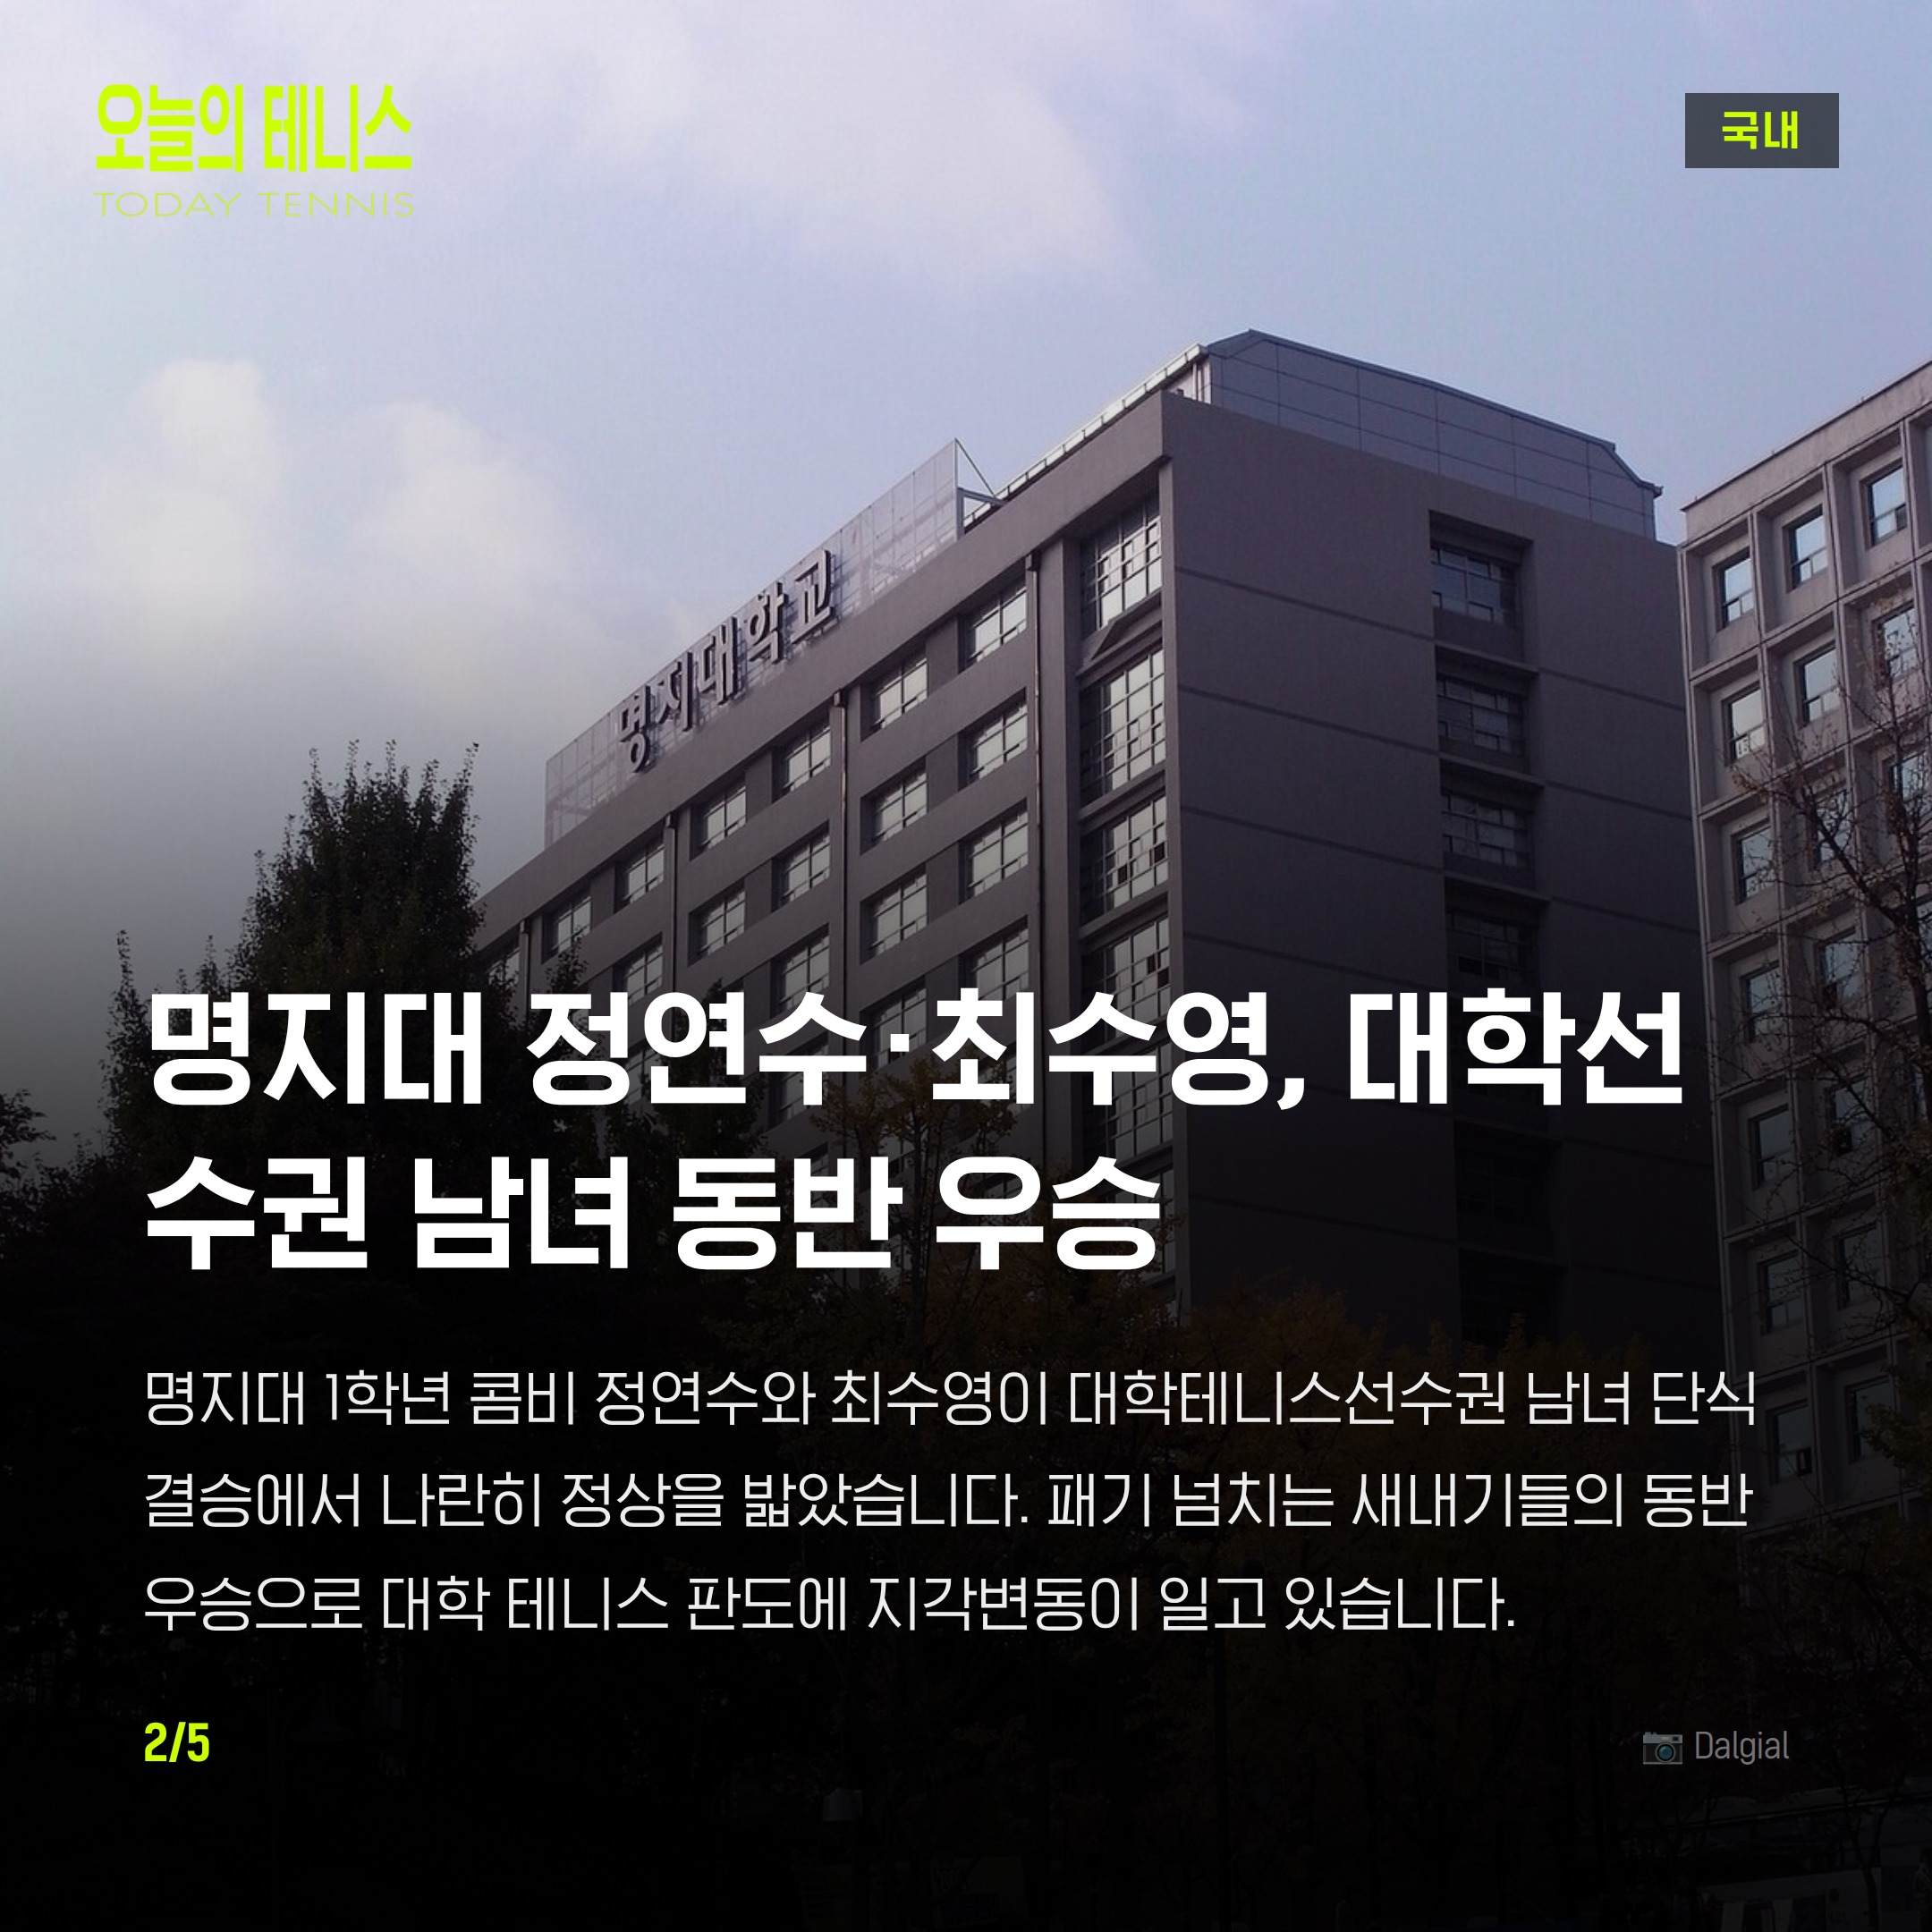 오늘의 테니스
TODAY TENNIS
국내
명지대학교
명지대 정연수·최수영, 대학선
수권 남녀 동반 우승
명지대 1학년 콤비 정연수와 최수영이 대학테니스선수권 남녀 단식
결승에서 나란히 정상을 밟았습니다. 패기 넘치는 새내기들의 동반
우승으로 대학 테니스 판도에 지각변동이 일고 있습니다.
2/5
📷 Dalgial